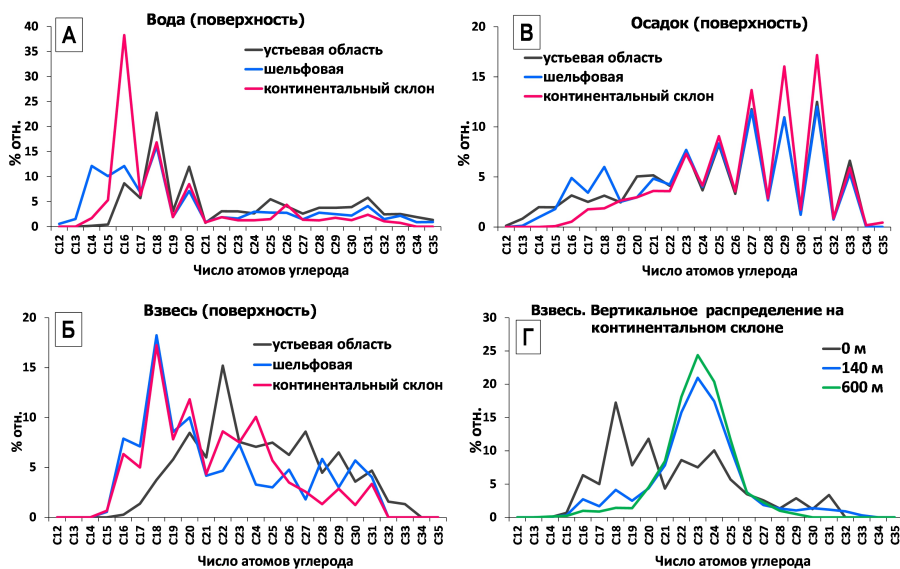 А
Вода (поверхность)
устьевая область
шельфовая
континентальный склон
% отн.
40
35
30
25
20
15
10
5
0
C12 C13 C14 C15 C16 C17 C18 C19 C20 C21 C22 C23 C24 C25 C26 C27 C28 C29 C30 C31 C32 C33 C34 C35
Число атомов углерода
В
Осадок (поверхность)
устьевая область
шельфовая
континентальный склон
% отн.
20
15
10
5
0
C12 C13 C14 C15 C16 C17 C18 C19 C20 C21 C22 C23 C24 C25 C26 C27 C28 C29 C30 C31 C32 C33 C34 C35
Число атомов углерода
Б
Взвесь (поверхность)
устьевая область
шельфовая
континентальный склон
% отн.
20
15
10
5
0
C12 C13 C14 C15 C16 C17 C18 C19 C20 C21 C22 C23 C24 C25 C26 C27 C28 C29 C30 C31 C32 C33 C34 C35
Число атомов углерода
Г
Взвесь. Вертикальное распределение на
континентальном склоне
0 м
140 м
600 м
% отн.
30
25
20
15
10
5
0
C12 C13 C14 C15 C16 C17 C18 C19 C20 C21 C22 C23 C24 C25 C26 C27 C28 C29 C30 C31 C32 C33 C34 C35
Число атомов углерода